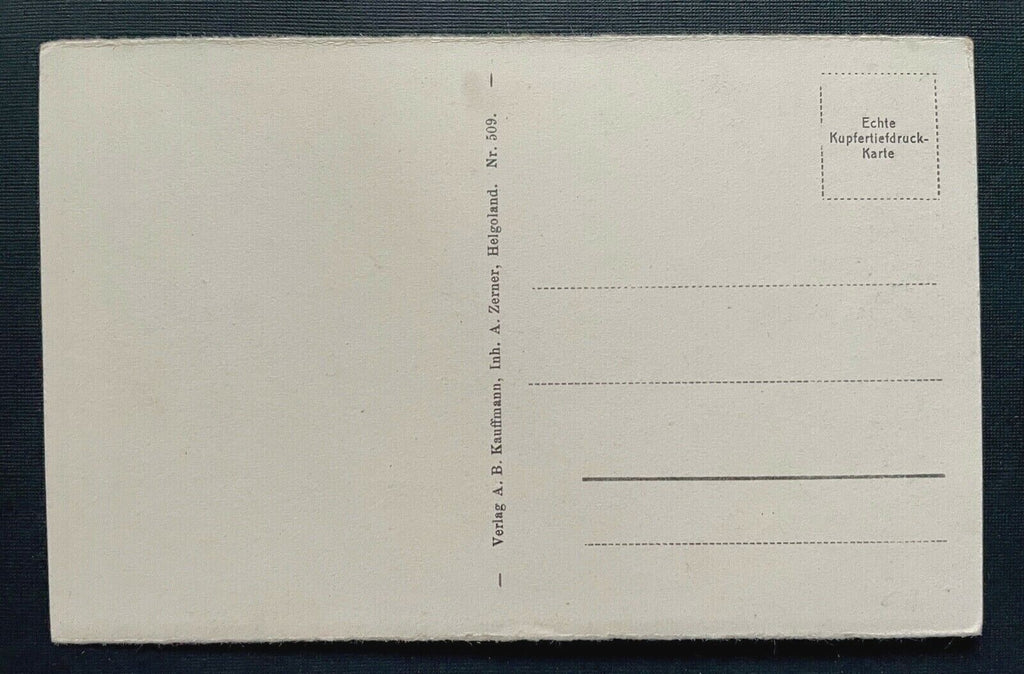 — Verlag A. B. Kauffmann, Inh. A. Zerner, Helgoland. Nr. 509. —
Echte
Kupfertiefdruck-
Karte